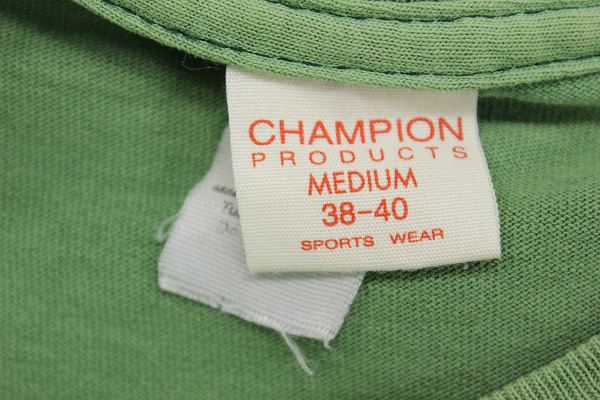 CHAMPION
PRODUCTS
MEDIUM
38-40
SPORTS WEAR